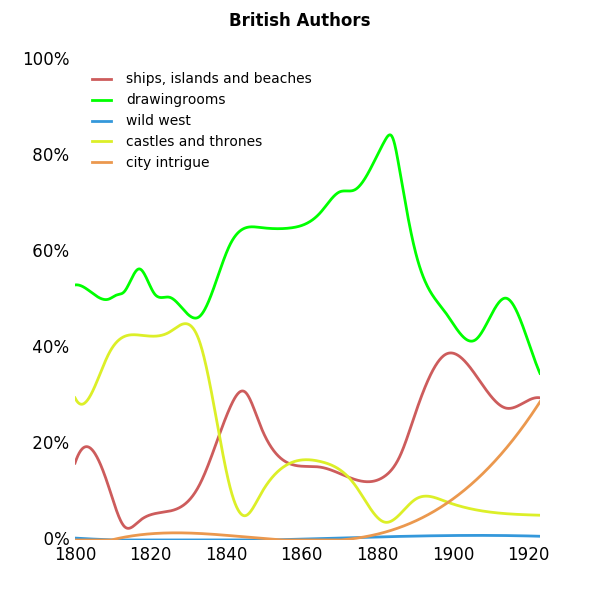 British Authors
100%
ships, islands and beaches
drawingrooms
wild west
castles and thrones
city intrigue
80%
60%
40%
20%
0%
1800 1820 1840 1860 1880 1900 1920